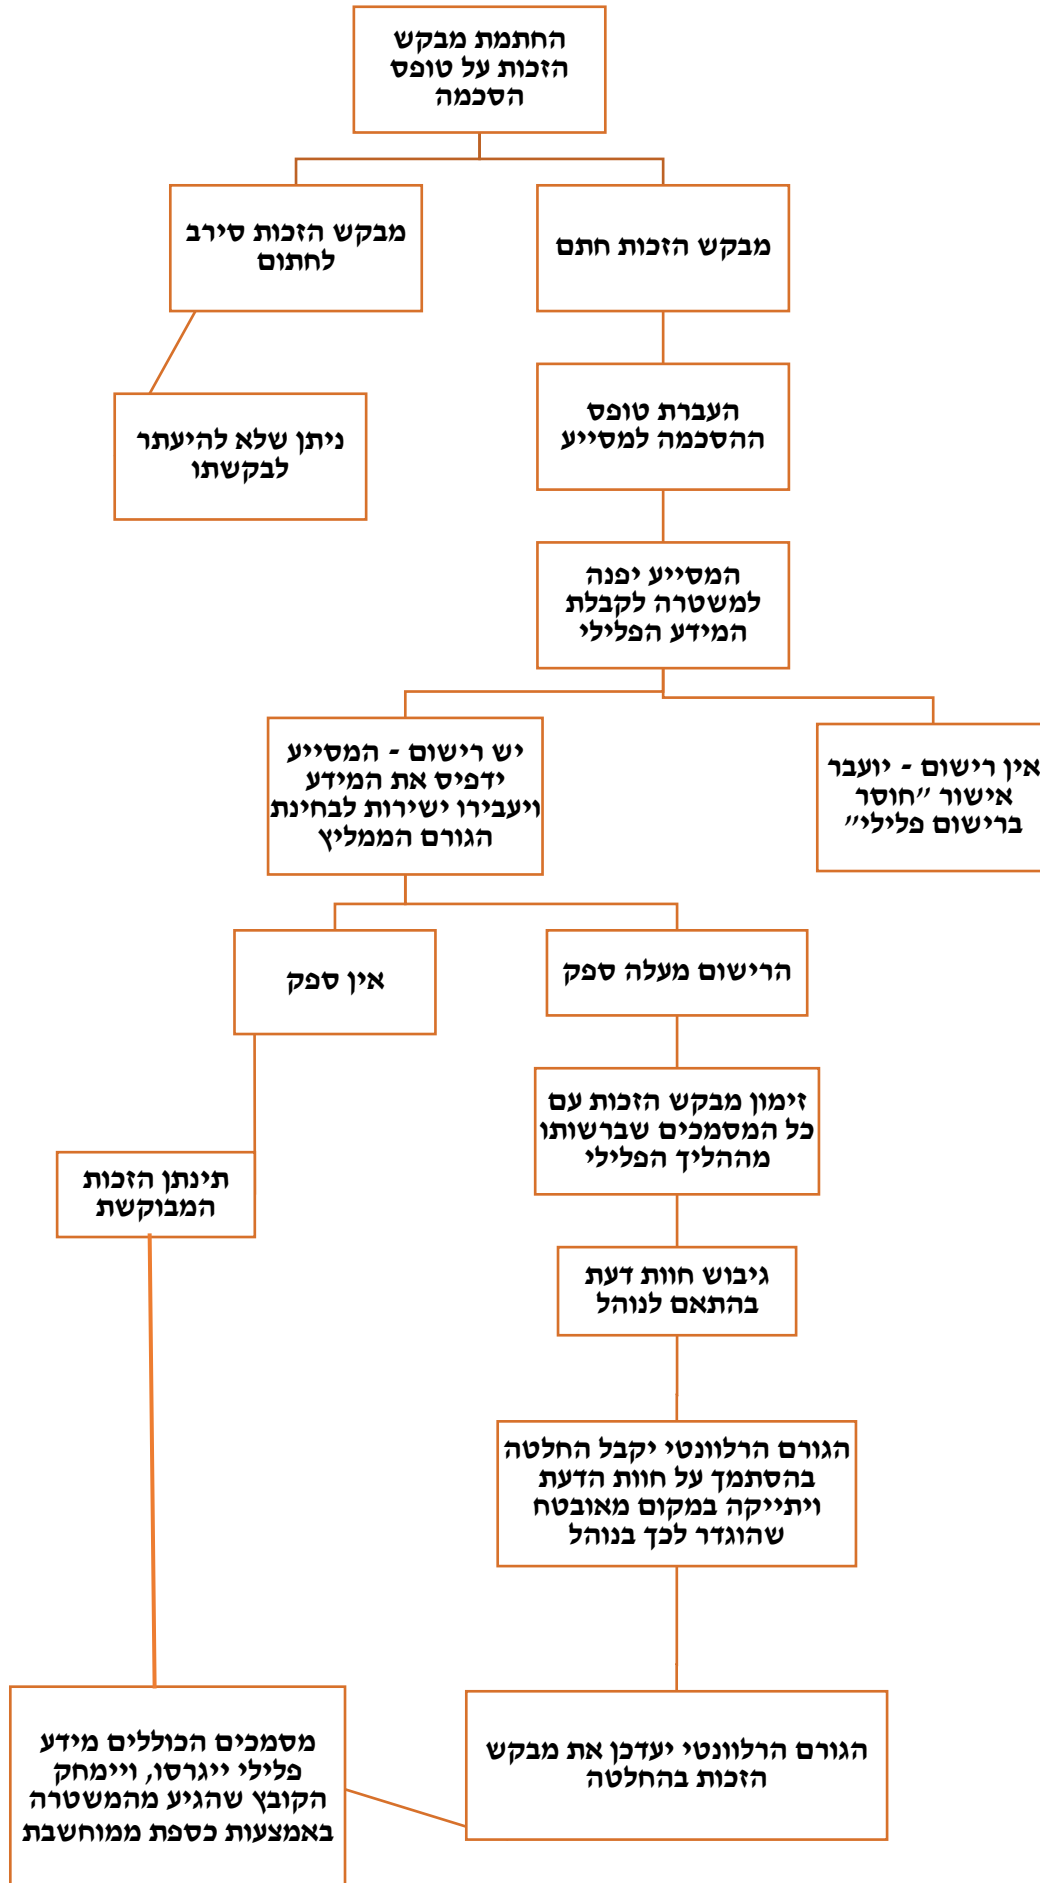 החתמת מבקש
הזכות על טופס
הסכמה
מבקש הזכות חתם
מבקש הזכות סירב
לחתום
העברת טופס
ההסכמה למסייע
ניתן שלא להיעתר
לבקשתו
המסייע יפנה
למשטרה לקבלת
המידע הפלילי
אין רישום - יועבר
אישור "חוסר
ברישום פלילי"
יש רישום - המסייע
ידפיס את המידע
ויעבירו ישירות לבחינת
הגורם הממליץ
הרישום מעלה ספק
אין ספק
זימון מבקש הזכות עם
כל המסמכים שברשותו
מההליך הפלילי
תינתן הזכות
המבוקשת
גיבוש חוות דעת
בהתאם לנוהל
הגורם הרלוונטי יקבל החלטה
בהסתמך על חוות הדעת
ויתייקה במקום מאובטח
שהוגדר לכך בנוהל
הגורם הרלוונטי יעדכן את מבקש
הזכות בהחלטה
מסמכים הכוללים מידע
פלילי ייגרסו, ויימחק
הקובץ שהגיע מהמשטרה
באמצעות כספת ממוחשבת